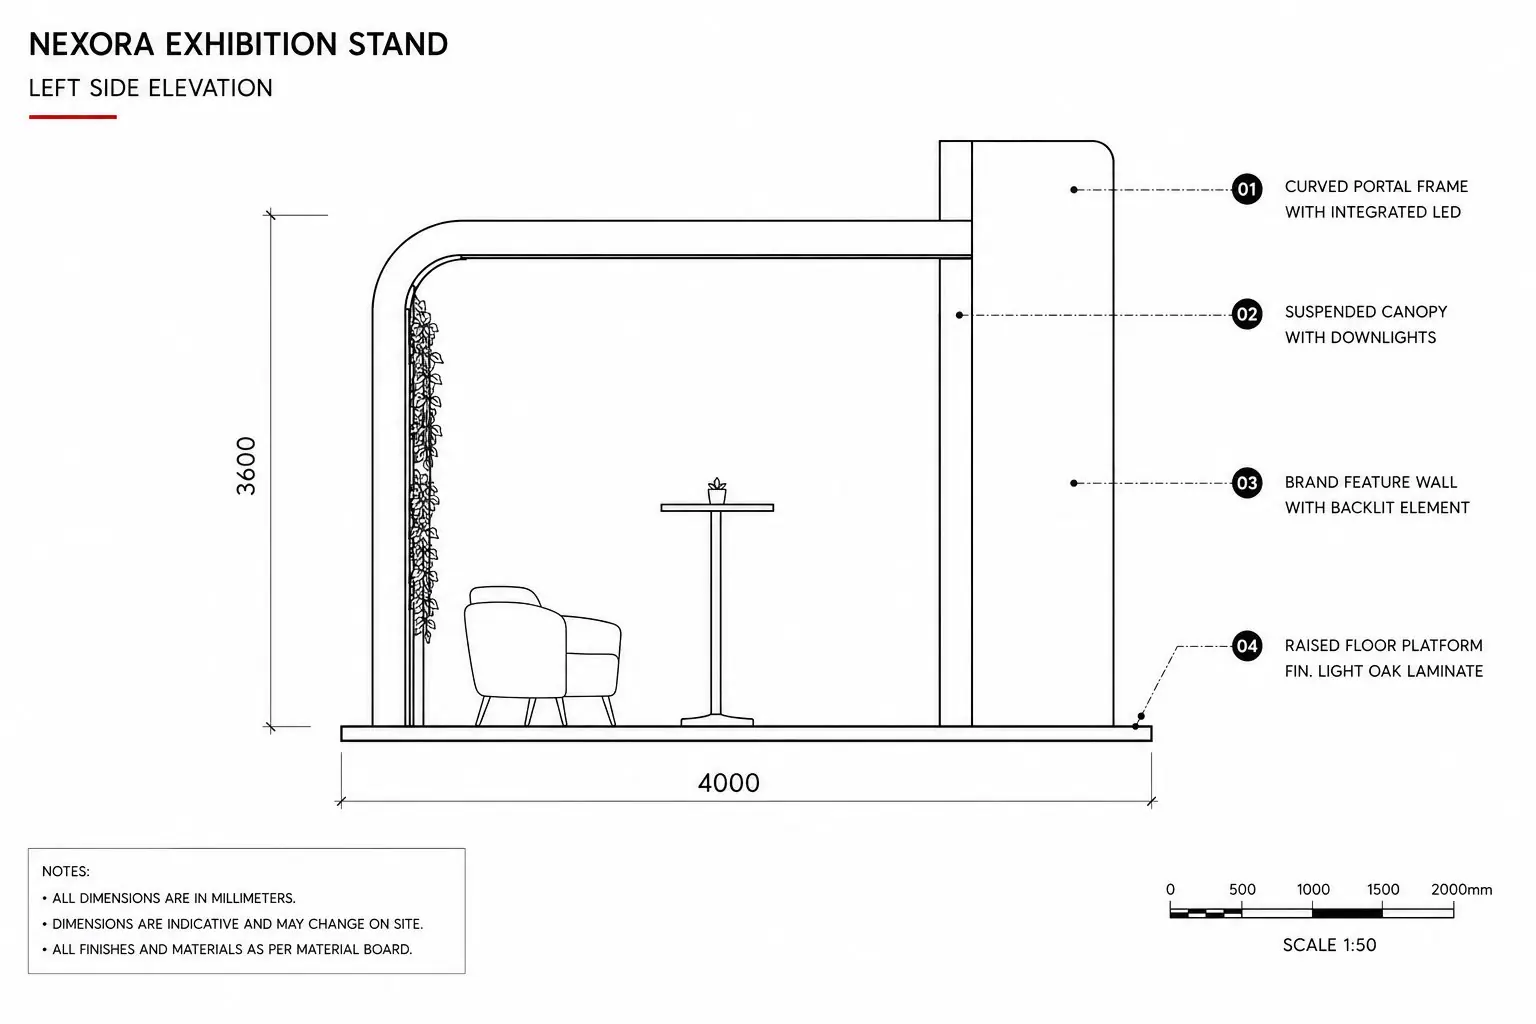 NEXORA EXHIBITION STAND
LEFT SIDE ELEVATION
01
CURVED PORTAL FRAME
WITH INTEGRATED LED
02
SUSPENDED CANOPY
WITH DOWNLIGHTS
3600
03
BRAND FEATURE WALL
WITH BACKLIT ELEMENT
04
RAISED FLOOR PLATFORM
FIN. LIGHT OAK LAMINATE
4000
NOTES:
• ALL DIMENSIONS ARE IN MILLIMETERS.
• DIMENSIONS ARE INDICATIVE AND MAY CHANGE ON SITE.
• ALL FINISHES AND MATERIALS AS PER MATERIAL BOARD.
0 500 1000 1500 2000mm
SCALE 1:50